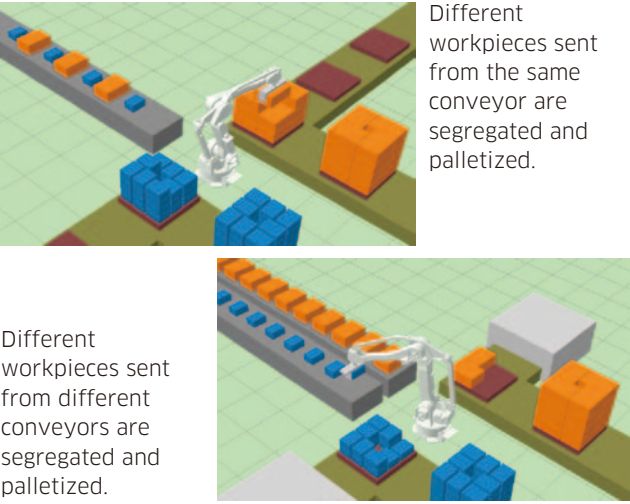 Different
workpieces sent
from the same
conveyor are
segregated and
palletized.
Different
workpieces sent
from different
conveyors are
segregated and
palletized.